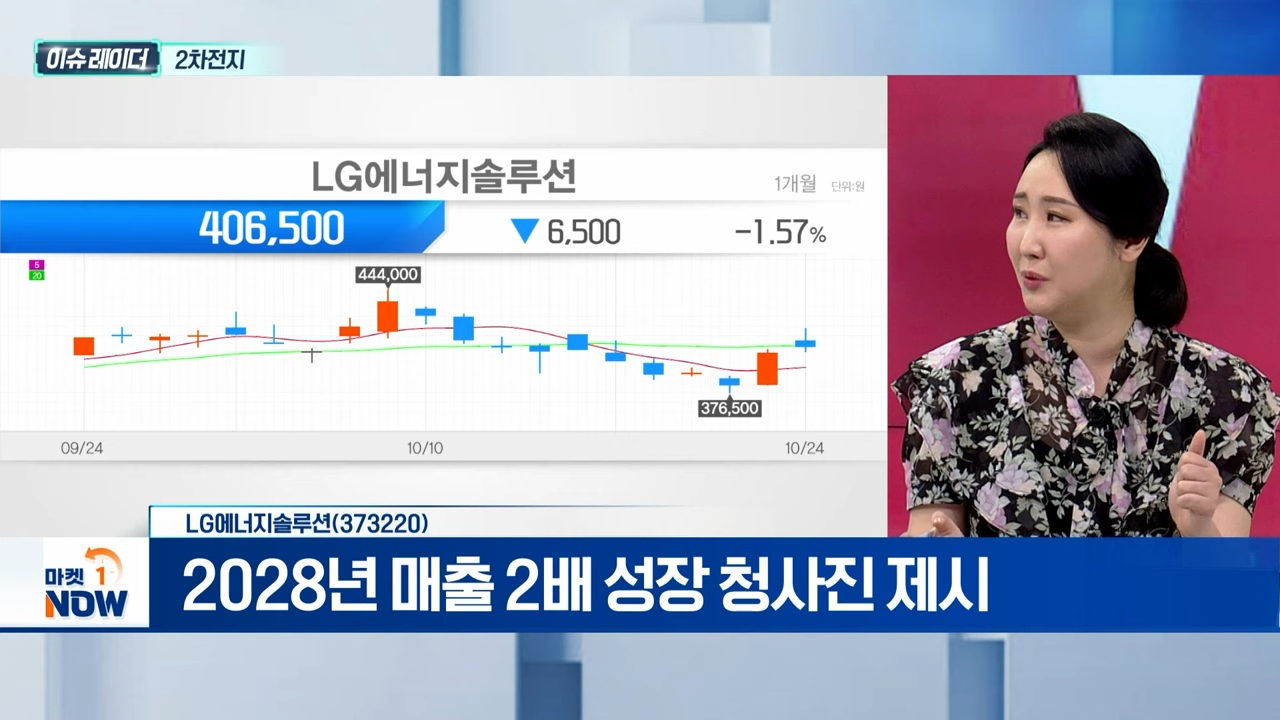 이슈 레이더 2차전지
LG에너지솔루션
1개월 단위:원
406,500 ▼ 6,500 -1.57%
5
20
444,000
376,500
09/24 10/10 10/24
LG에너지솔루션(373220)
마켓 1
NOW
2028년 매출 2배 성장 청사진 제시